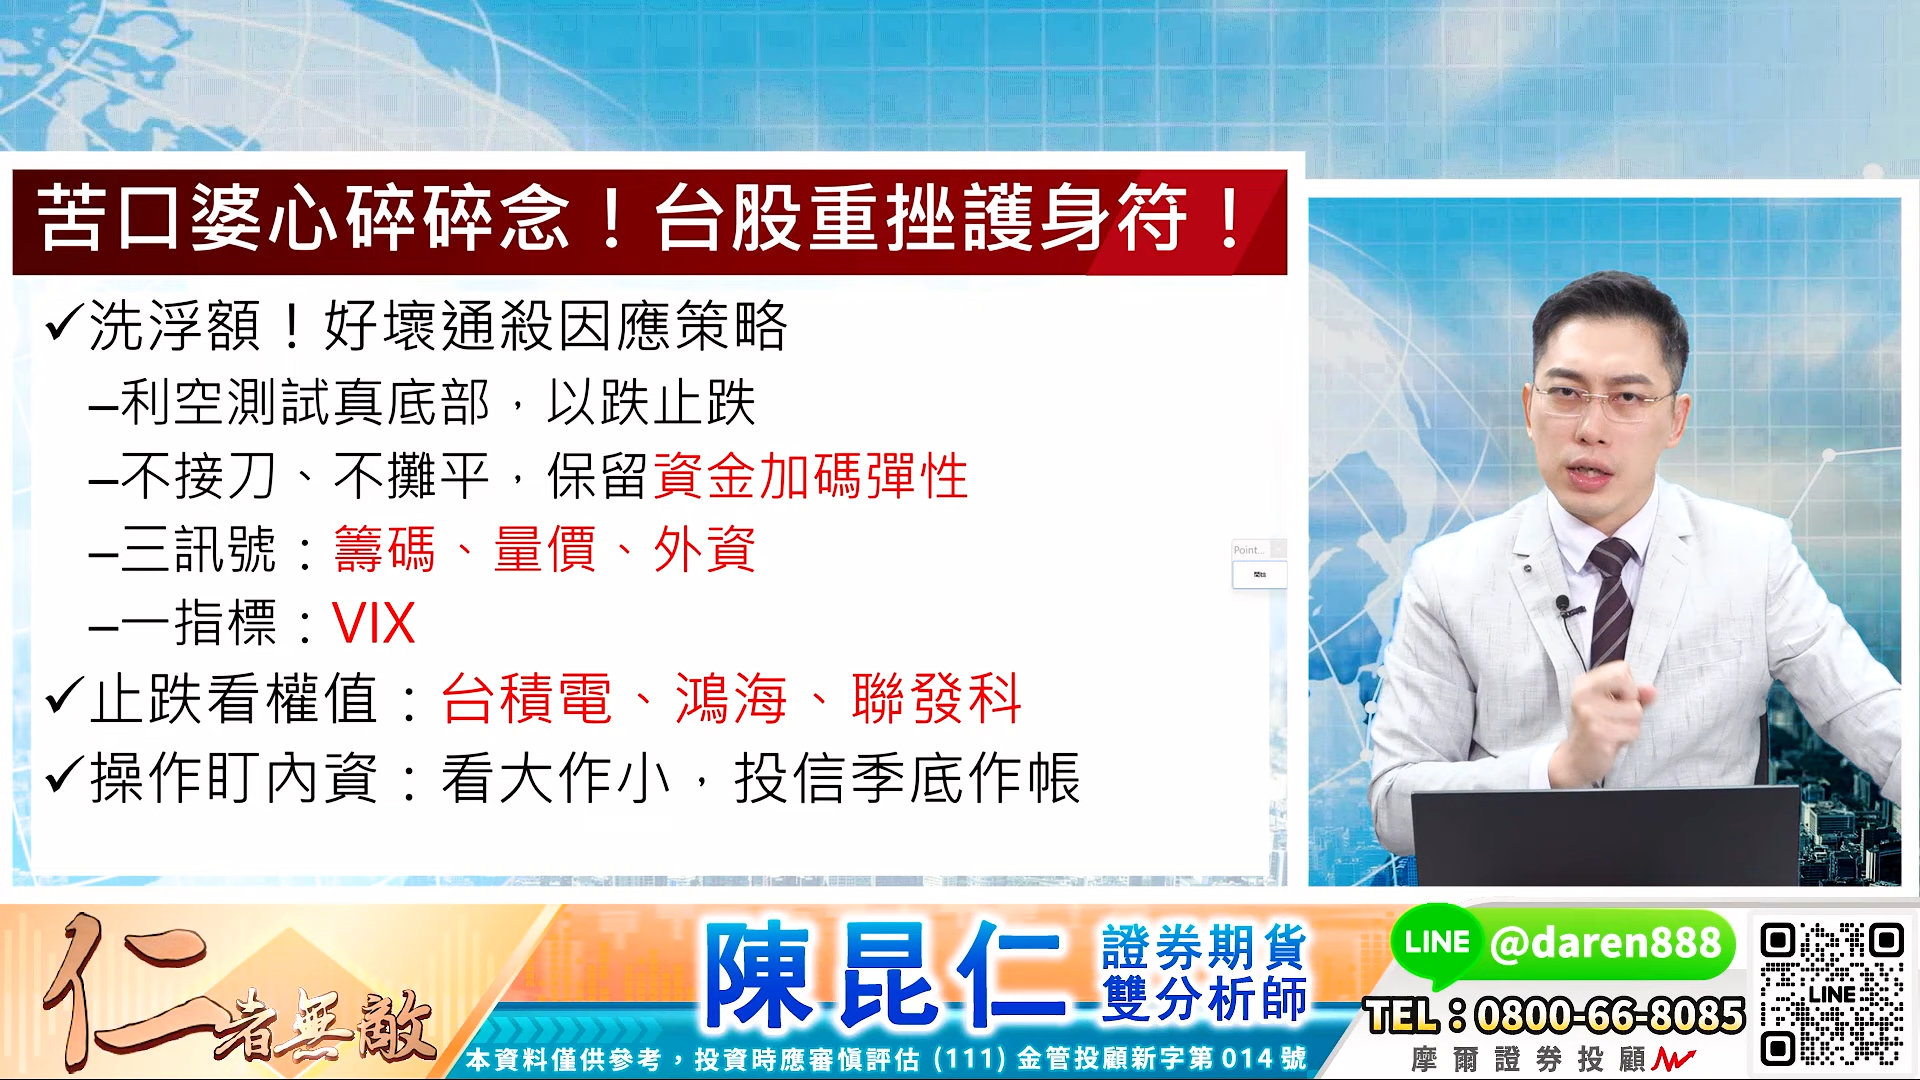 苦口婆心碎碎念！台股重挫護身符！
✓洗浮額！好壞通殺因應策略
–利空測試真底部，以跌止跌
–不接刀、不攤平，保留資金加碼彈性
–三訊號：籌碼、量價、外資
–一指標：VIX
✓止跌看權值：台積電、鴻海、聯發科
✓操作盯內資：看大作小，投信季底作帳
Point...
仁者無敵
陳昆仁
證券期貨
雙分析師
本資料僅供參考，投資時應審慎評估 (111) 金管投顧新字第 014 號
LINE @daren888
TEL：0800-66-8085
摩爾證券投顧
LINE